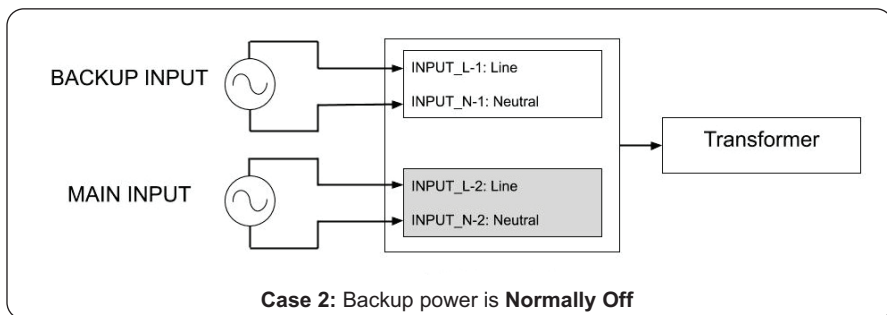 BACKUP INPUT
INPUT_L-1: Line
INPUT_N-1: Neutral
Transformer
MAIN INPUT
INPUT_L-2: Line
INPUT_N-2: Neutral
Case 2: Backup power is Normally Off